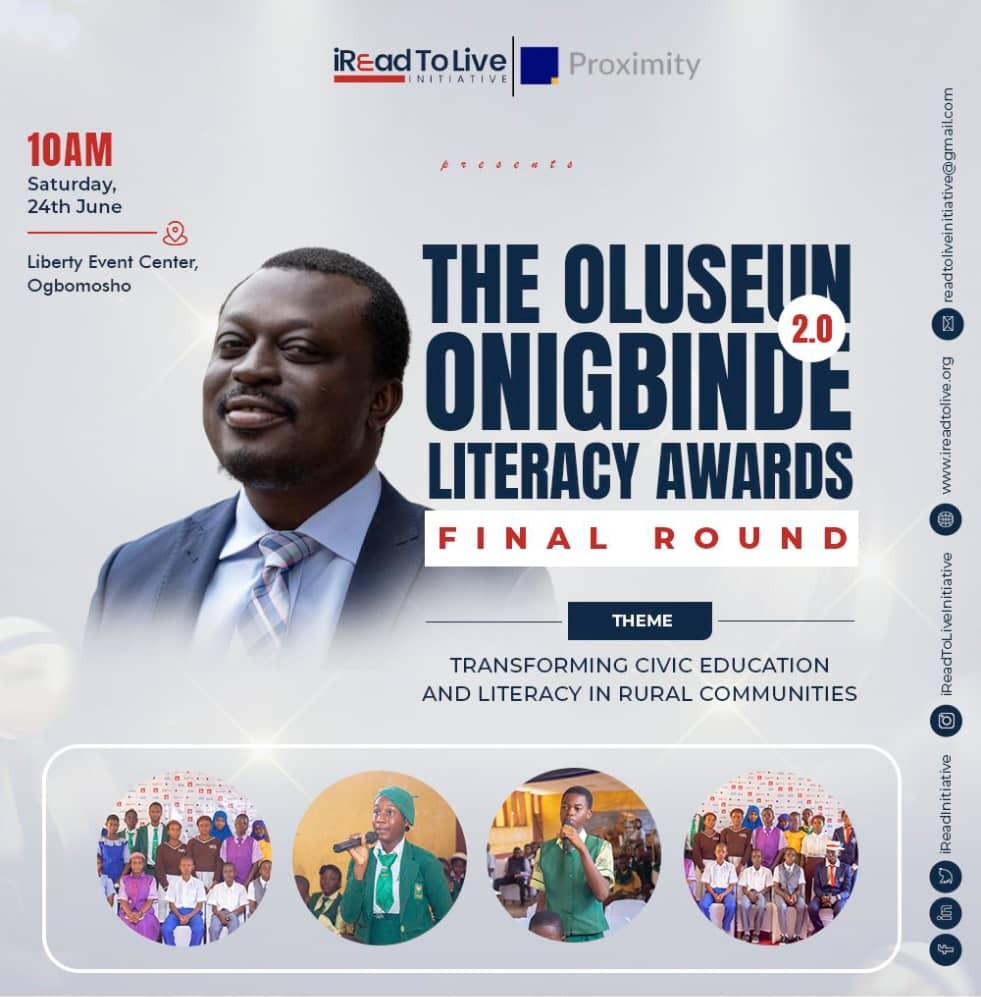 iREad To Live
INITIATIVE
Proximity
presents
10AM
Saturday,
24th June
Liberty Event Center,
Ogbomosho
THE OLUSEUN
2.0
ONIGBINDE
LITERACY AWARDS
FINAL ROUND
THEME
TRANSFORMING CIVIC EDUCATION
AND LITERACY IN RURAL COMMUNITIES
readtoliveinitiative@gmail.com
www.ireadtolive.org
iReadToLiveInitiative
iReadInitiative